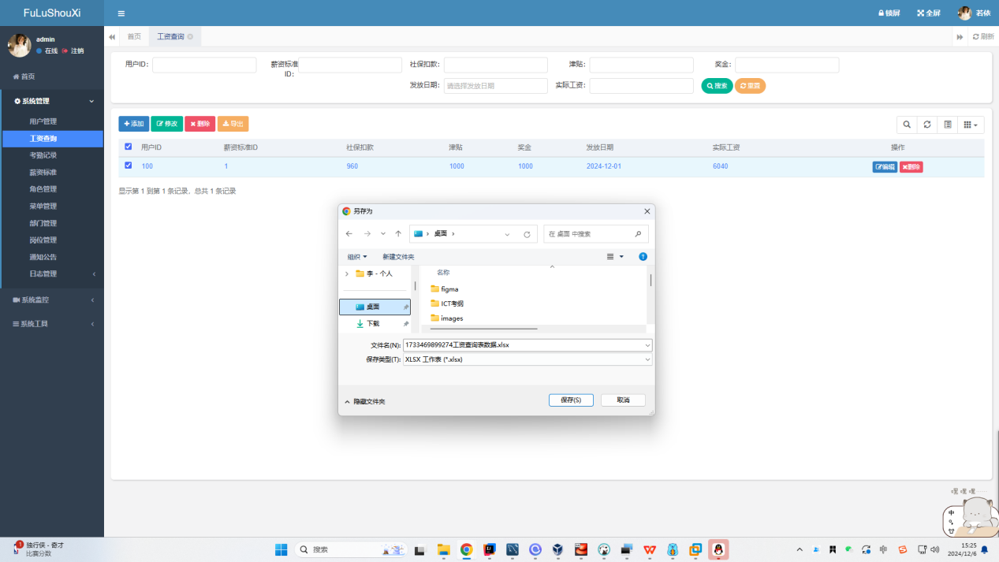 FuLuShouXi
锁屏
全屏
若依
admin
在线 注销
首页 工资查询
刷新
首页
系统管理
用户管理
工资查询
考勤记录
薪资标准
角色管理
菜单管理
部门管理
岗位管理
通知公告
日志管理
系统监控
系统工具
用户ID： 薪资标准ID： 社保扣款： 津贴： 奖金：
发放日期： 请选择发放日期 实际工资： 搜索 重置
添加 修改 删除 导出
用户ID 薪资标准ID 社保扣款 津贴 奖金 发放日期 实际工资 操作
100 1 960 1000 1000 2024-12-01 6040 编辑 删除
显示第 1 到第 1 条记录，总共 1 条记录
另存为
桌面
在 桌面 中搜索
组织 新建文件夹
李 - 个人
桌面
下载
名称
figma
ICT考纲
images
文件名(N): 1733469899274工资查询表数据.xlsx
保存类型(T): XLSX 工作表 (*.xlsx)
隐藏文件夹
保存(S) 取消
嘿 嘿 嘿
中
1
独行侠 - 奇才
比赛分数
搜索
中
15:25
2024/12/6